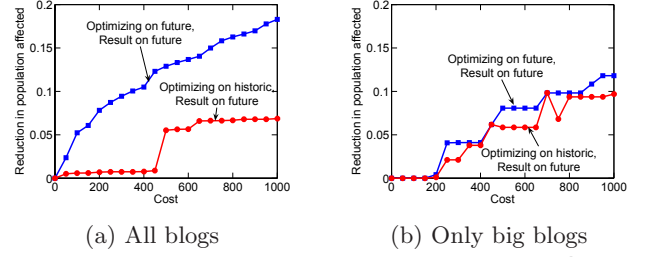 0.2
0.15
0.1
0.05
0
0 200 400 600 800 1000
Cost
Reduction in population affected
Optimizing on future,
Result on future
Optimizing on historic,
Result on future
(a) All blogs
0.2
0.15
0.1
0.05
0
0 200 400 600 800 1000
Cost
Reduction in population affected
Optimizing on future,
Result on future
Optimizing on historic,
Result on future
(b) Only big blogs